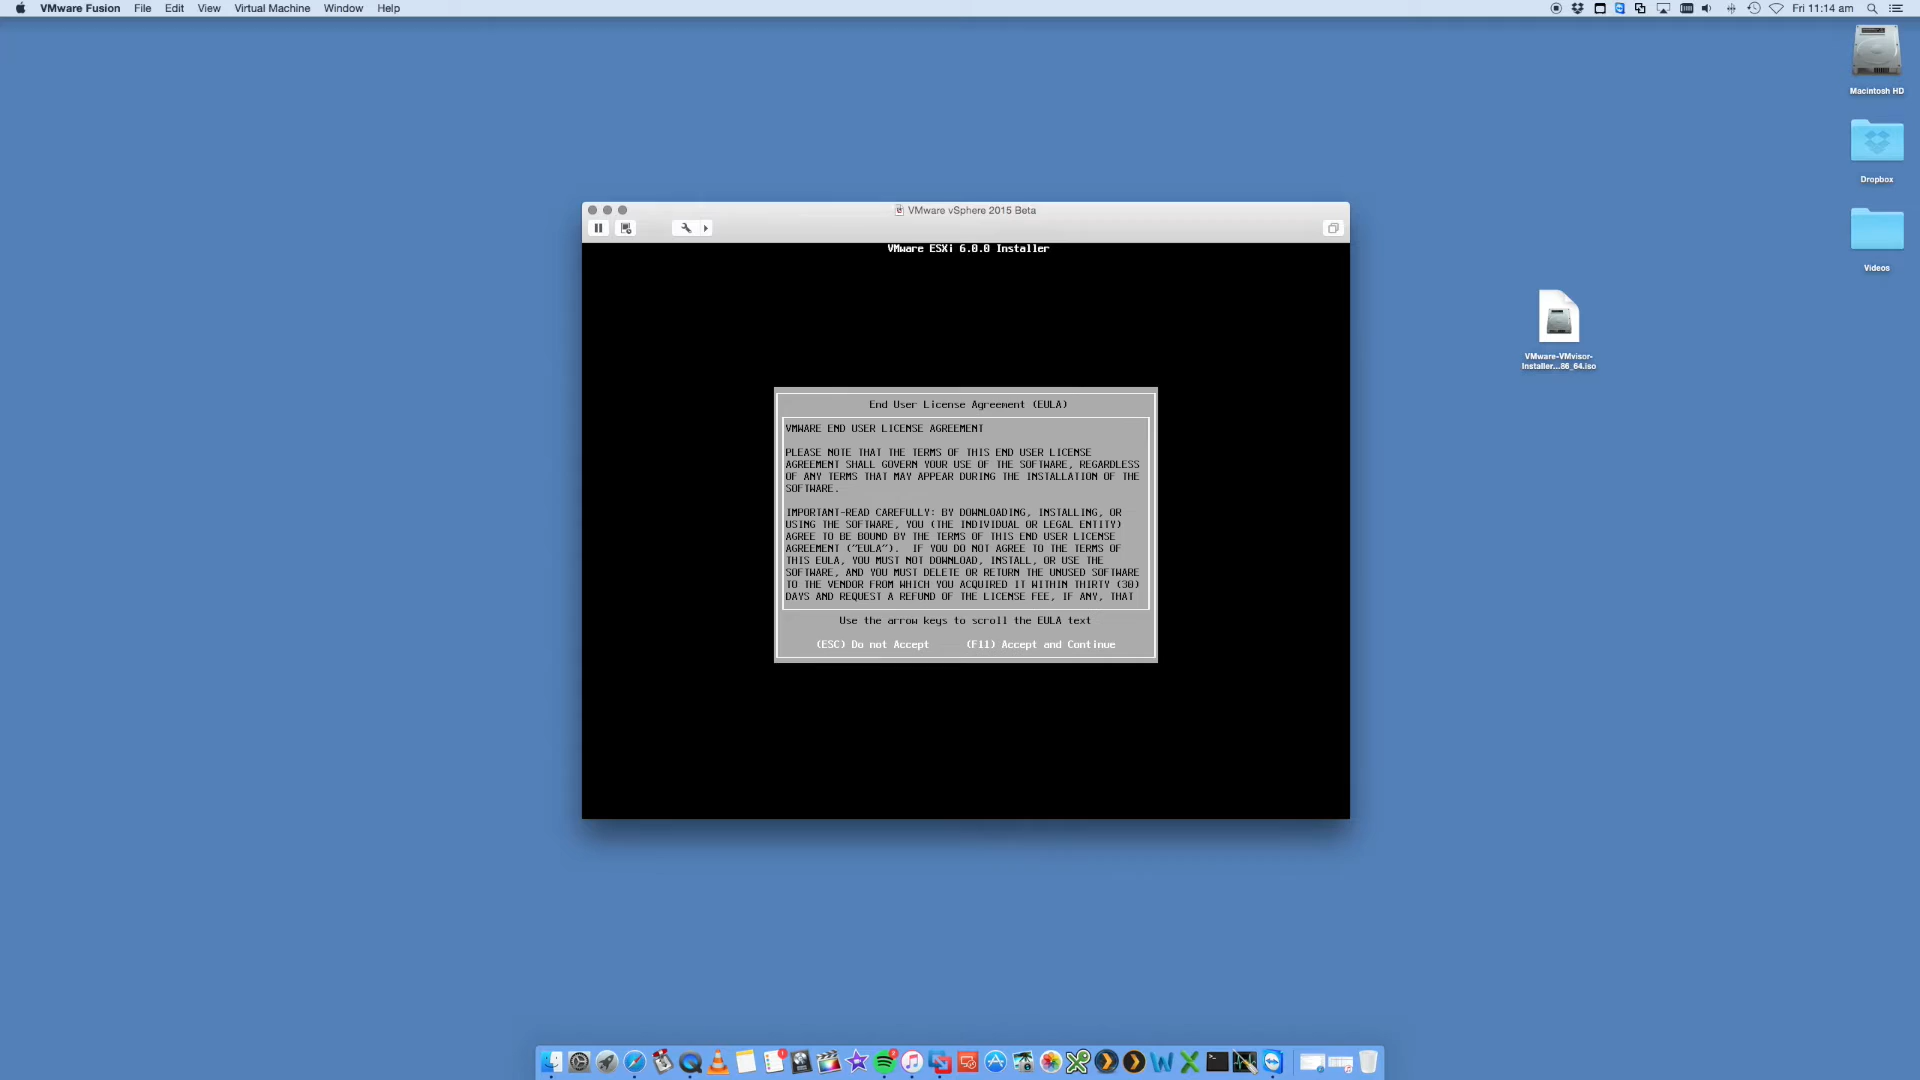 VMware Fusion File Edit View Virtual Machine Window Help Fri 11:14 am
Macintosh HD
Dropbox
Videos
VMware-VMvisor-
Installer...86_64.iso
VMware vSphere 2015 Beta
VMware ESXi 6.0.0 Installer
End User License Agreement (EULA)
VMWARE END USER LICENSE AGREEMENT
PLEASE NOTE THAT THE TERMS OF THIS END USER LICENSE
AGREEMENT SHALL GOVERN YOUR USE OF THE SOFTWARE, REGARDLESS
OF ANY TERMS THAT MAY APPEAR DURING THE INSTALLATION OF THE
SOFTWARE.
IMPORTANT-READ CAREFULLY: BY DOWNLOADING, INSTALLING, OR
USING THE SOFTWARE, YOU (THE INDIVIDUAL OR LEGAL ENTITY)
AGREE TO BE BOUND BY THE TERMS OF THIS END USER LICENSE
AGREEMENT ("EULA"). IF YOU DO NOT AGREE TO THE TERMS OF
THIS EULA, YOU MUST NOT DOWNLOAD, INSTALL, OR USE THE
SOFTWARE, AND YOU MUST DELETE OR RETURN THE UNUSED SOFTWARE
TO THE VENDOR FROM WHICH YOU ACQUIRED IT WITHIN THIRTY (30)
DAYS AND REQUEST A REFUND OF THE LICENSE FEE, IF ANY, THAT
Use the arrow keys to scroll the EULA text
(ESC) Do not Accept (F11) Accept and Continue